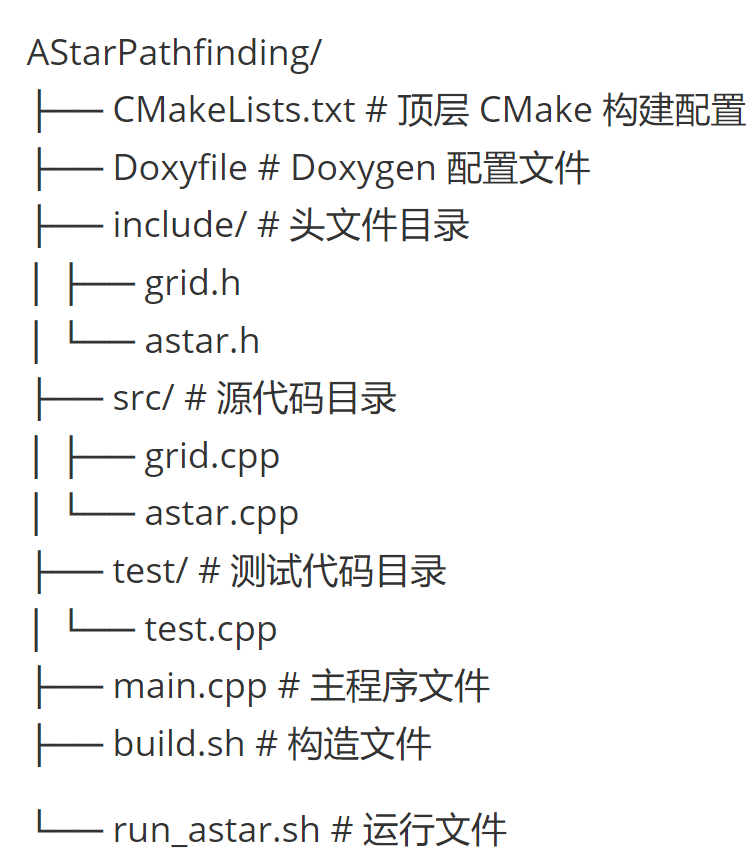 AStarPathfinding/
├── CMakeLists.txt # 顶层 CMake 构建配置
├── Doxyfile # Doxygen 配置文件
├── include/ # 头文件目录
│ ├── grid.h
│ └── astar.h
├── src/ # 源代码目录
│ ├── grid.cpp
│ └── astar.cpp
├── test/ # 测试代码目录
│ └── test.cpp
├── main.cpp # 主程序文件
├── build.sh # 构造文件
└── run_astar.sh # 运行文件